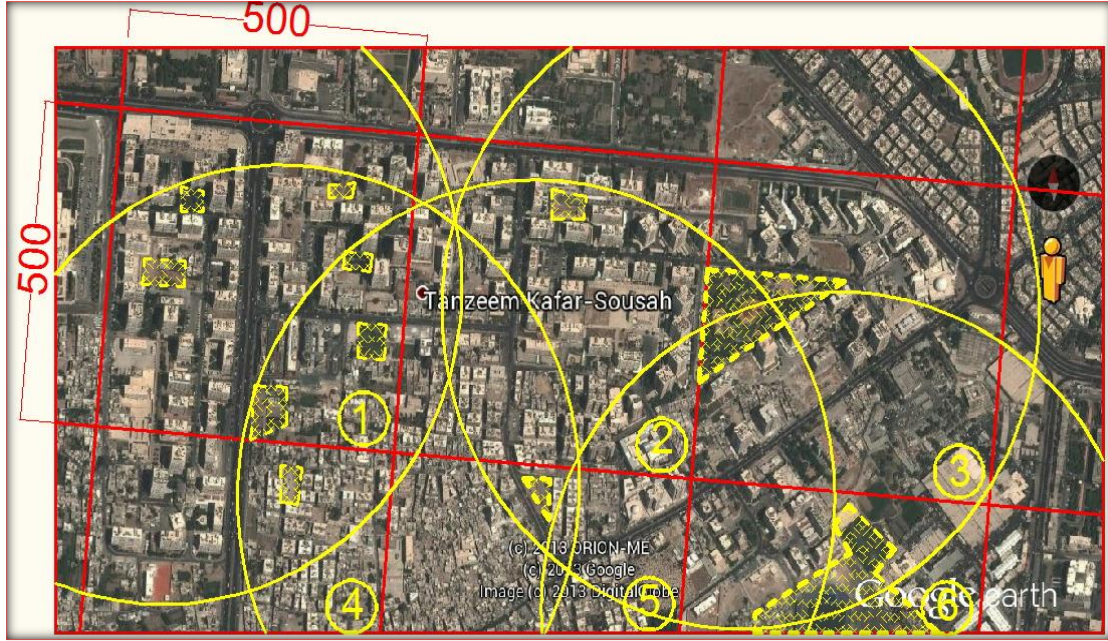 500
500
Tanzeem Kafar-Sousah
1
2
3
(c) 2013 ORION-ME
(c) 2013 Google
Image (c) 2013 DigitalGlobe
Google earth
4
5
6